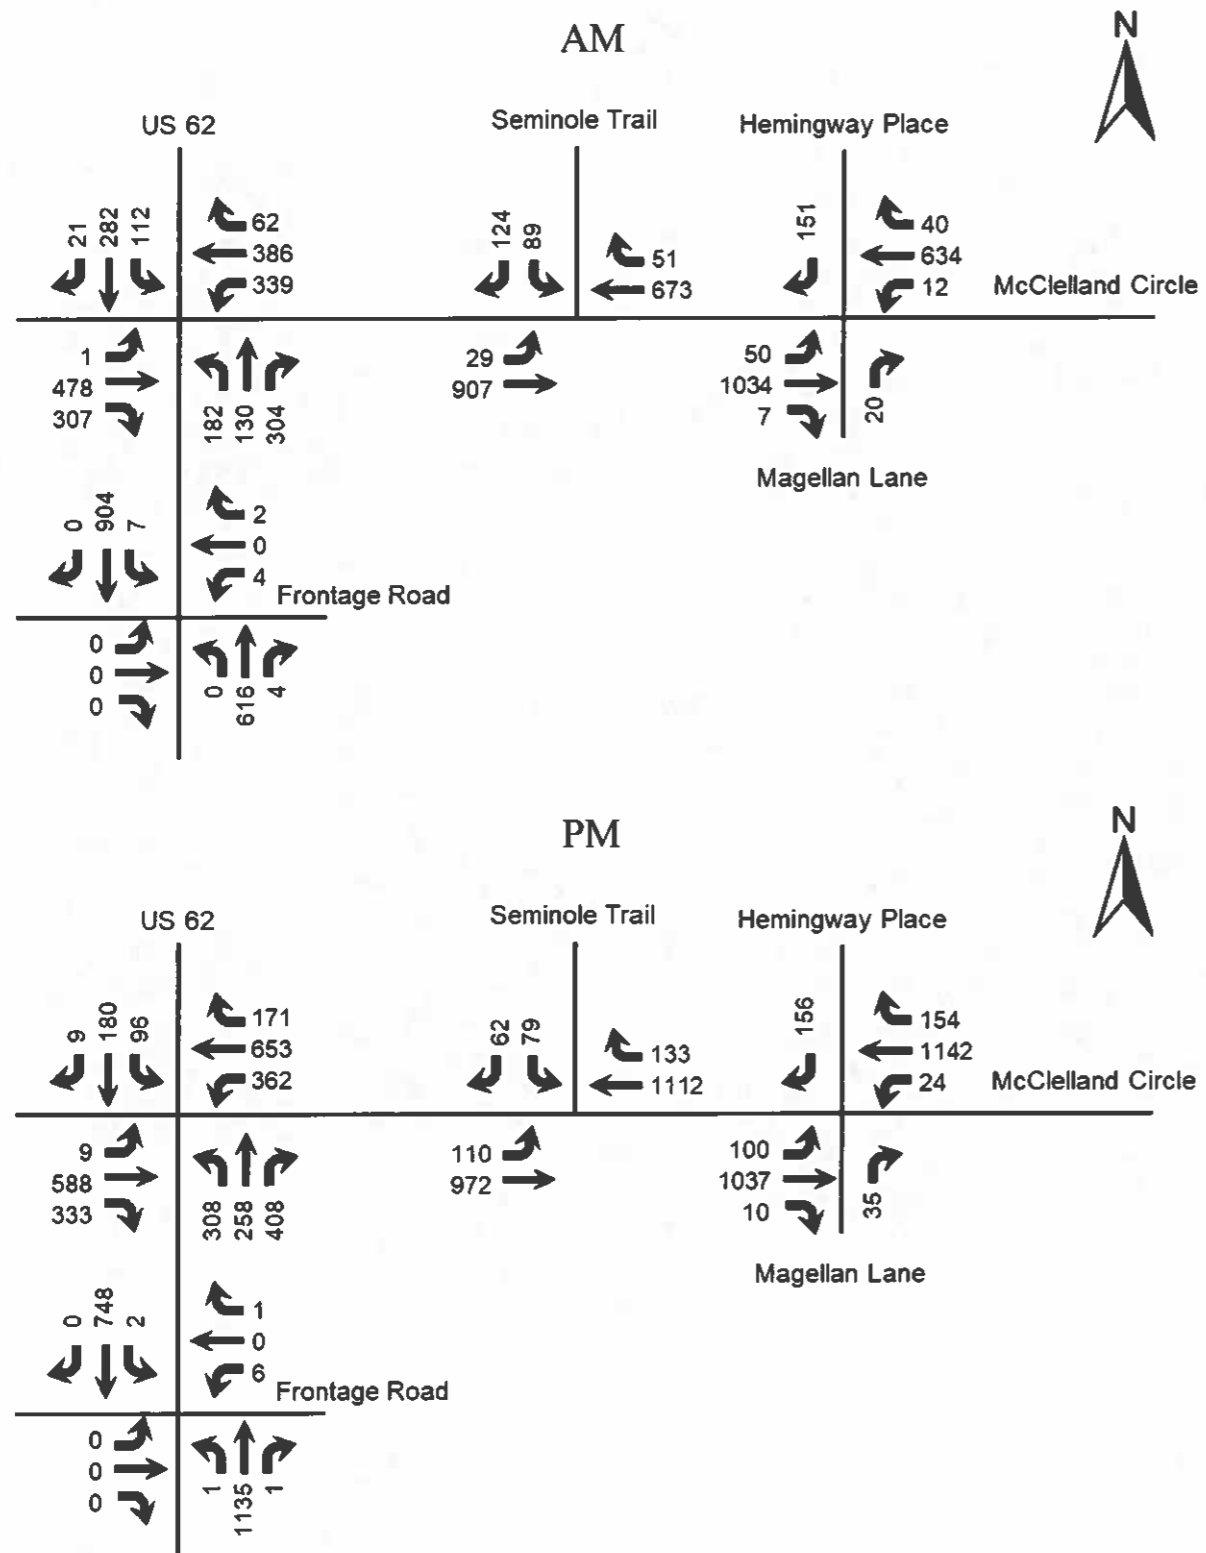 AM
N
US 62
Seminole Trail
Hemingway Place
21 282 112
62
386
339
124 89
51
673
151
40
634
12
McClelland Circle
1
478
307
182 130 304
29
907
50
1034
7
20
Magellan Lane
0 904 7
2
0
4
Frontage Road
0
0
0
0 616 4
PM
N
US 62
Seminole Trail
Hemingway Place
9 180 96
171
653
362
62 79
133
1112
156
154
1142
24
McClelland Circle
9
588
333
308 258 408
110
972
100
1037
10
35
Magellan Lane
0 748 2
1
0
6
Frontage Road
0
0
0
1 1135 1